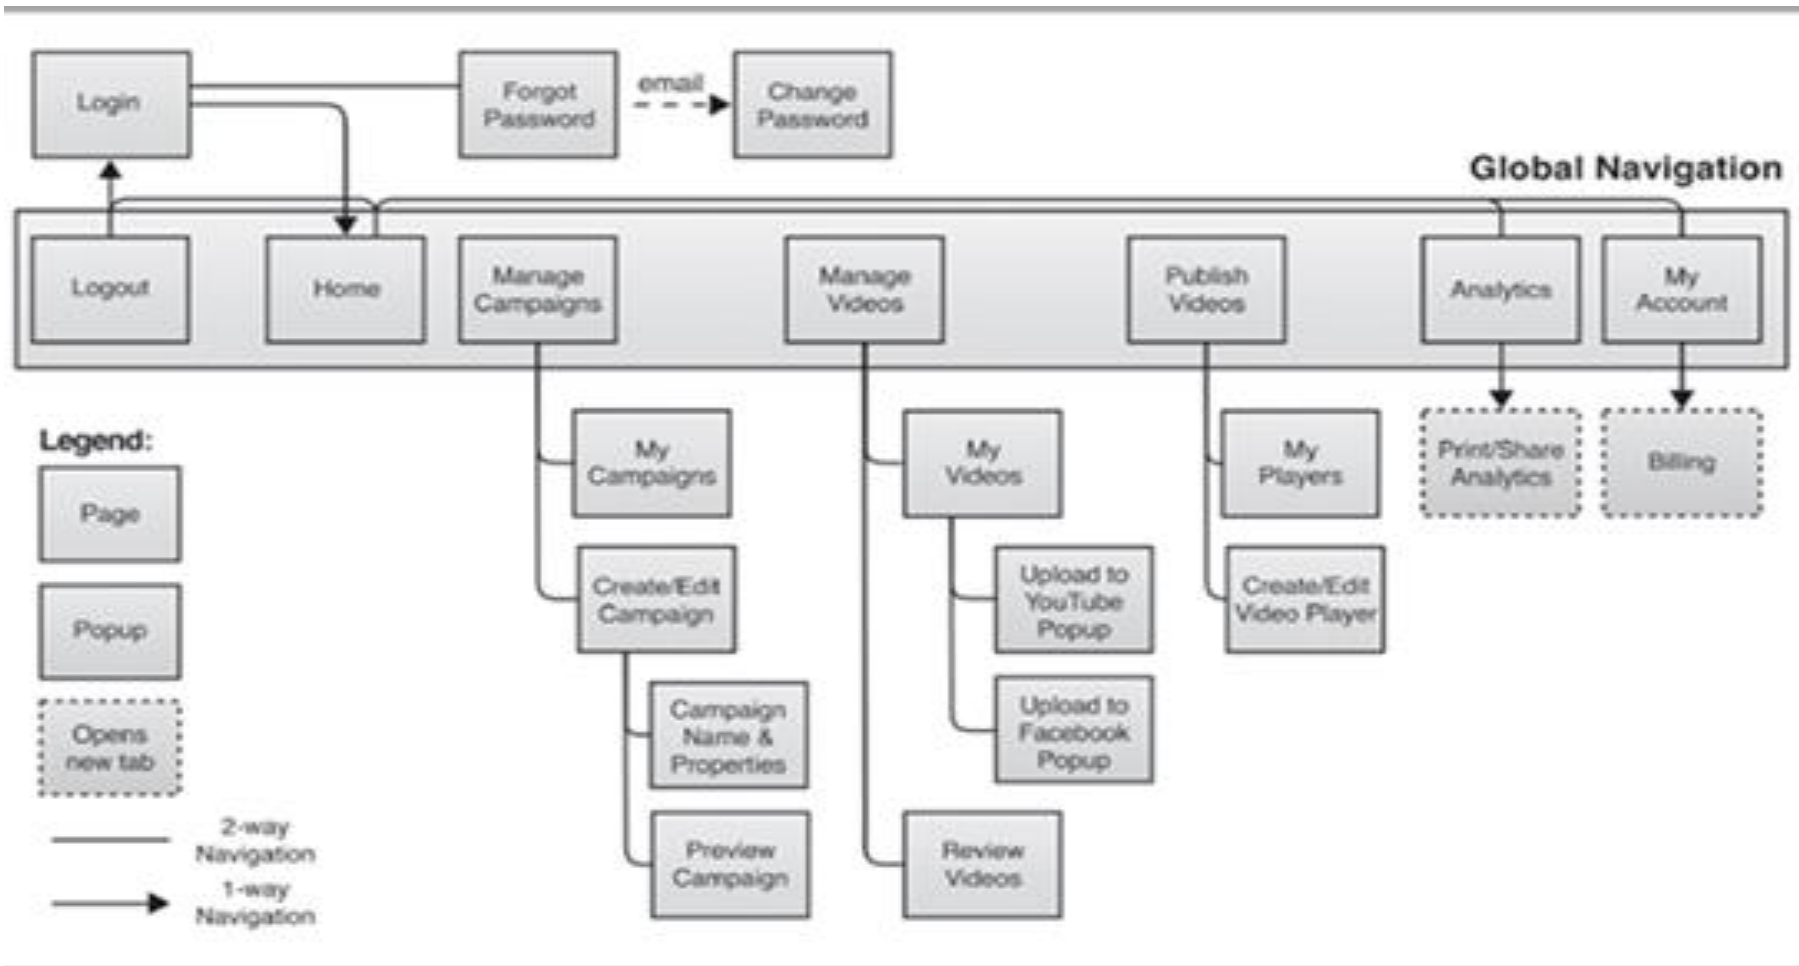 Login
Forgot
Password
email
Change
Password
Global Navigation
Logout
Home
Manage
Campaigns
Manage
Videos
Publish
Videos
Analytics
My
Account
My
Campaigns
My
Videos
My
Players
Print/Share
Analytics
Billing
Create/Edit
Campaign
Upload to
YouTube
Popup
Create/Edit
Video Player
Campaign
Name &
Properties
Upload to
Facebook
Popup
Preview
Campaign
Review
Videos
Legend:
Page
Popup
Opens
new tab
2-way
Navigation
1-way
Navigation